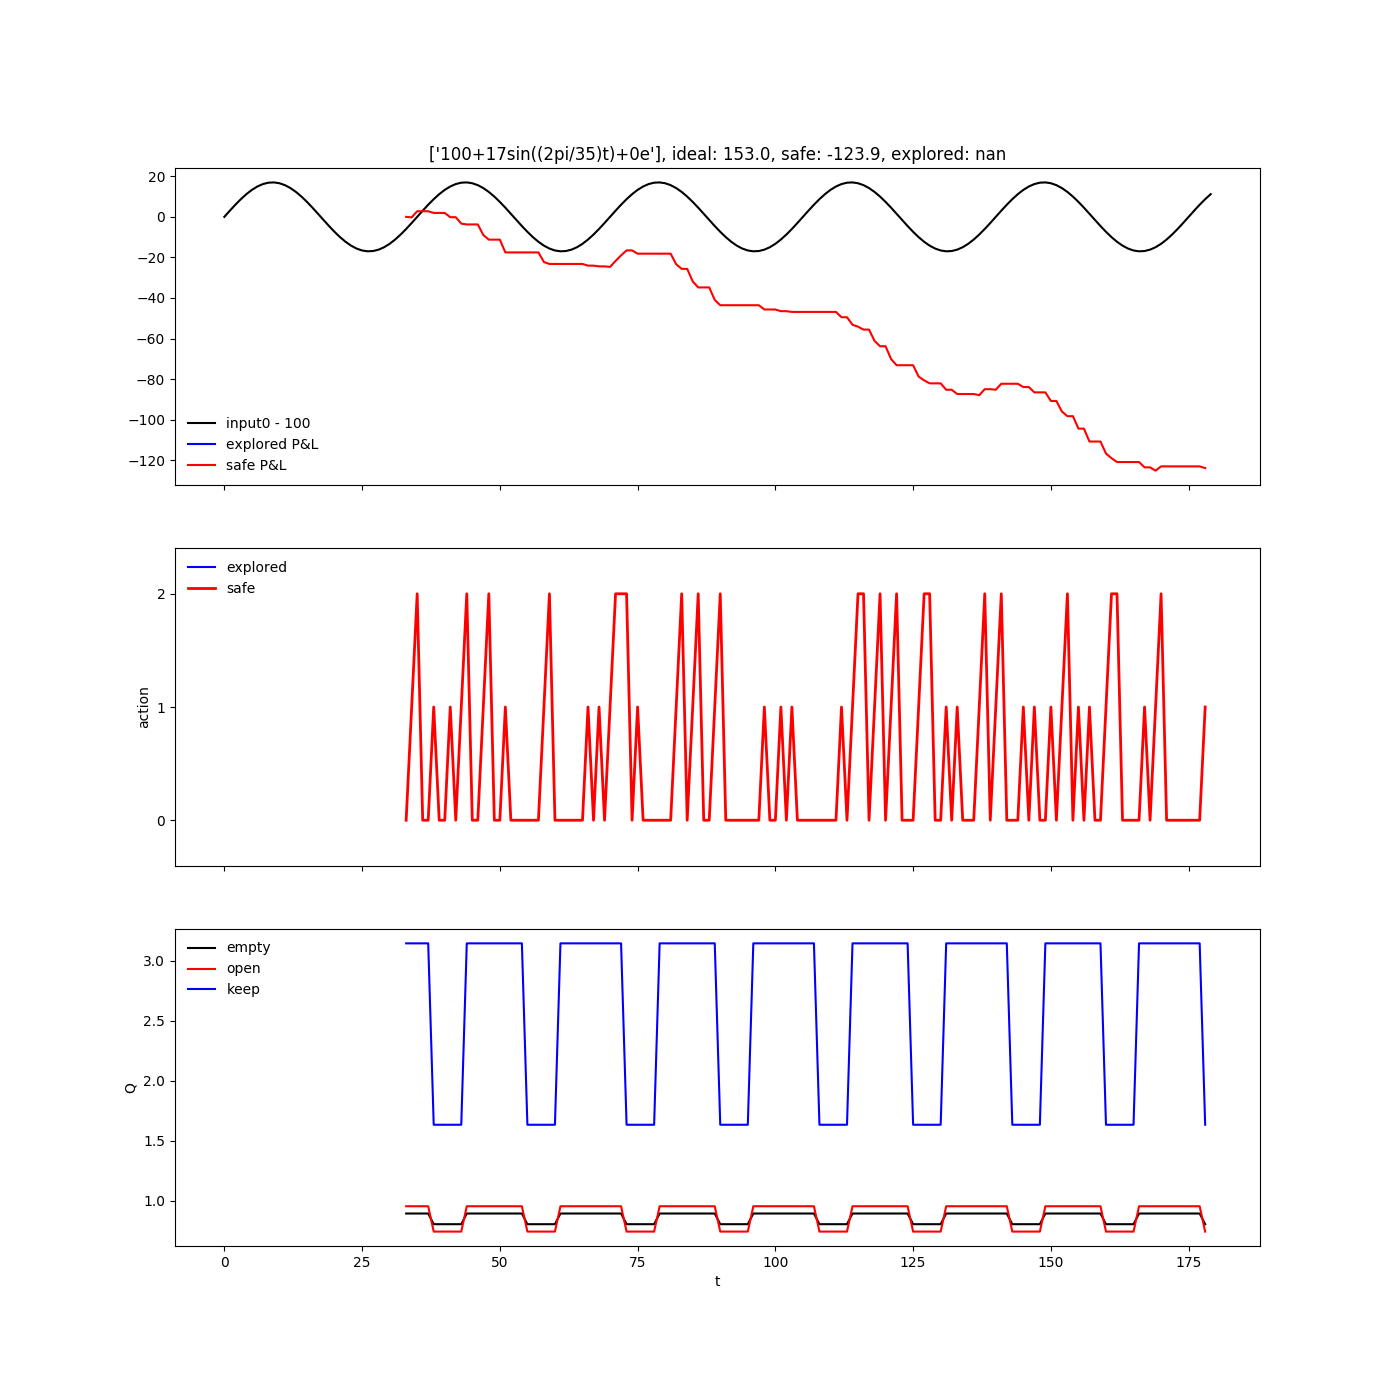 ['100+17sin((2pi/35)t)+0e'], ideal: 153.0, safe: -123.9, explored: nan
20
0
−20
−40
−60
−80
−100
−120
input0 - 100
explored P&L
safe P&L
explored
safe
2
1
0
action
empty
open
keep
3.0
2.5
2.0
1.5
1.0
Q
0 25 50 75 100 125 150 175
t